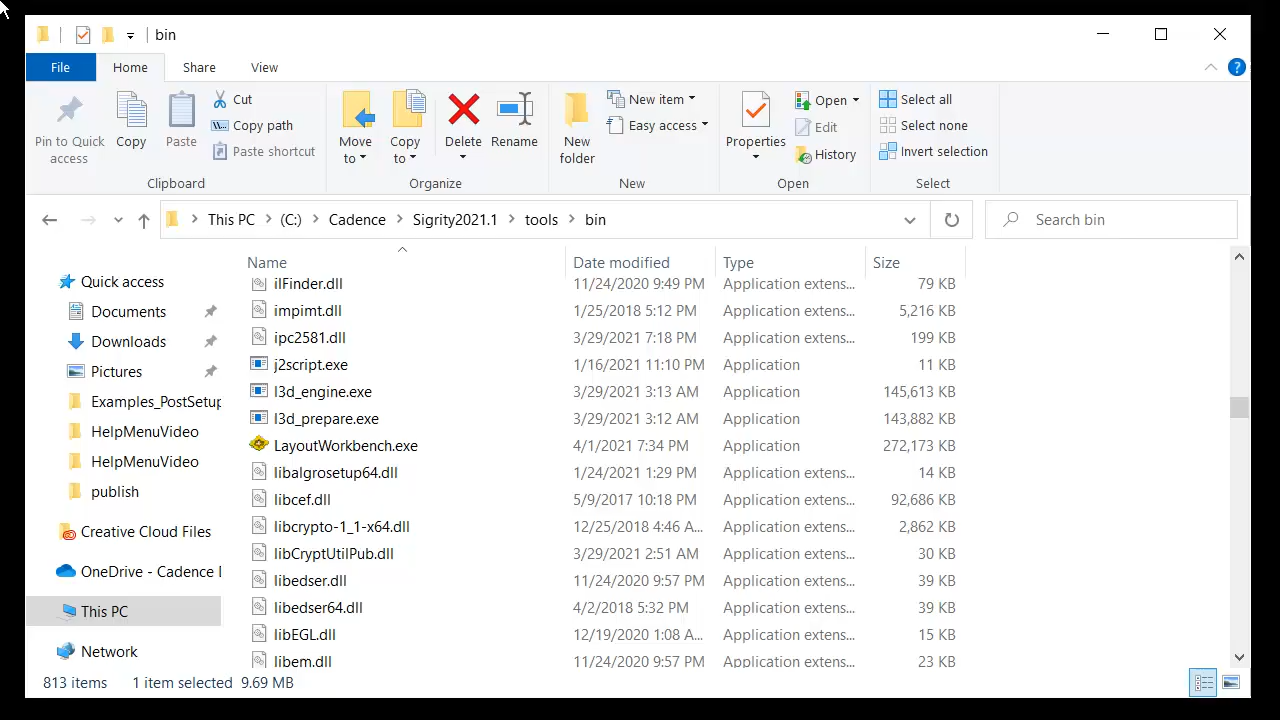 bin
File Home Share View
Pin to Quick access
Copy
Paste
Cut
Copy path
Paste shortcut
Clipboard
Move to
Copy to
Delete
Rename
Organize
New folder
New item
Easy access
New
Properties
Open
Edit
History
Open
Select all
Select none
Invert selection
Select
This PC (C:) Cadence Sigrity2021.1 tools bin
Search bin
Quick access
Documents
Downloads
Pictures
Examples_PostSetup
HelpMenuVideo
HelpMenuVideo
publish
Creative Cloud Files
OneDrive - Cadence
This PC
Network
Name Date modified Type Size
ilFinder.dll 11/24/2020 9:49 PM Application extens... 79 KB
impimt.dll 1/25/2018 5:12 PM Application extens... 5,216 KB
ipc2581.dll 3/29/2021 7:18 PM Application extens... 199 KB
j2script.exe 1/16/2021 11:10 PM Application 11 KB
l3d_engine.exe 3/29/2021 3:13 AM Application 145,613 KB
l3d_prepare.exe 3/29/2021 3:12 AM Application 143,882 KB
LayoutWorkbench.exe 4/1/2021 7:34 PM Application 272,173 KB
libalgrosetup64.dll 1/24/2021 1:29 PM Application extens... 14 KB
libcef.dll 5/9/2017 10:18 PM Application extens... 92,686 KB
libcrypto-1_1-x64.dll 12/25/2018 4:46 A... Application extens... 2,862 KB
libCryptUtilPub.dll 3/29/2021 2:51 AM Application extens... 30 KB
libedser.dll 11/24/2020 9:57 PM Application extens... 39 KB
libedser64.dll 4/2/2018 5:32 PM Application extens... 39 KB
libEGL.dll 12/19/2020 1:08 A... Application extens... 15 KB
libem.dll 11/24/2020 9:57 PM Application extens... 23 KB
813 items 1 item selected 9.69 MB